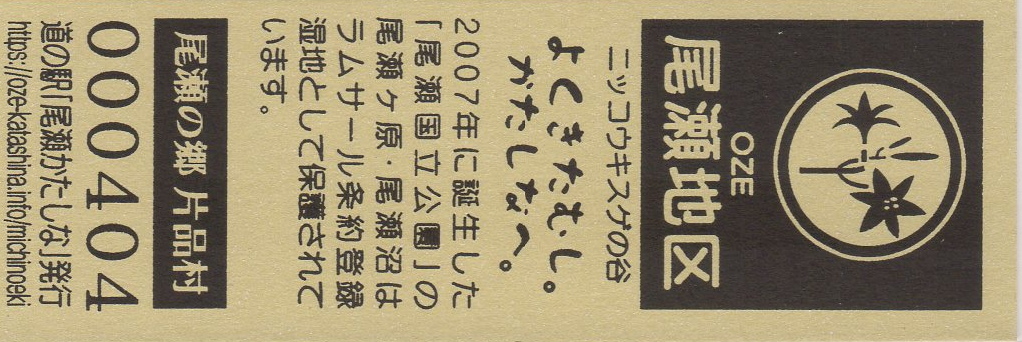 尾瀬地区
OZE
ニッコウキスゲの谷
よくきたむし。
かたしなへ。
2007年に誕生した
「尾瀬国立公園」の
尾瀬ヶ原・尾瀬沼は
ラムサール条約登録
湿地として保護されて
います。
尾瀬の郷 片品村
000404
道の駅「尾瀬かたしな」発行
https://oze-katashina.info/michinoeki